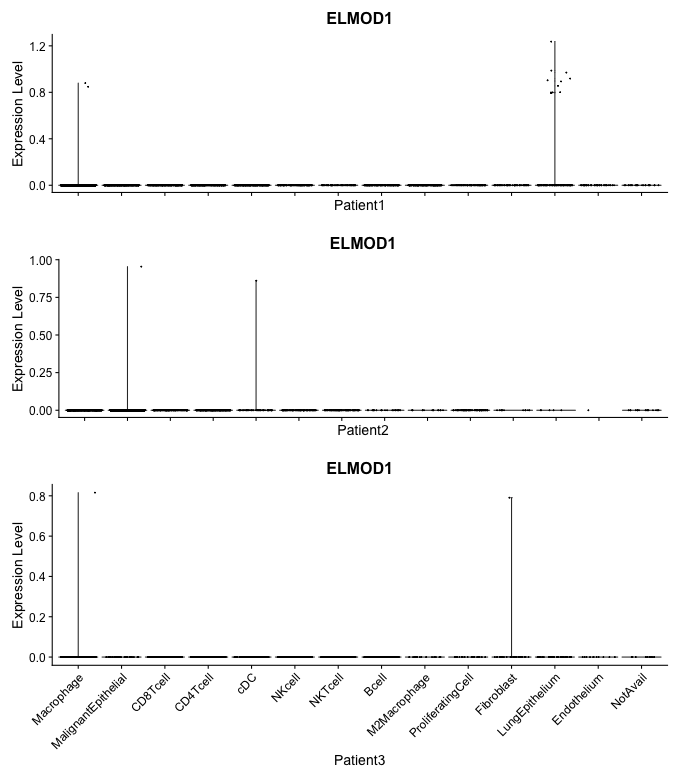 ELMOD1
Expression Level
1.2
0.8
0.4
0.0
Patient1
ELMOD1
Expression Level
1.00
0.75
0.50
0.25
0.00
Patient2
ELMOD1
Expression Level
0.8
0.6
0.4
0.2
0.0
Macrophage
MalignantEpithelial
CD8Tcell
CD4Tcell
cDC
NKcell
NKTcell
Bcell
M2Macrophage
ProliferatingCell
Fibroblast
LungEpithelium
Endothelium
NotAvail
Patient3